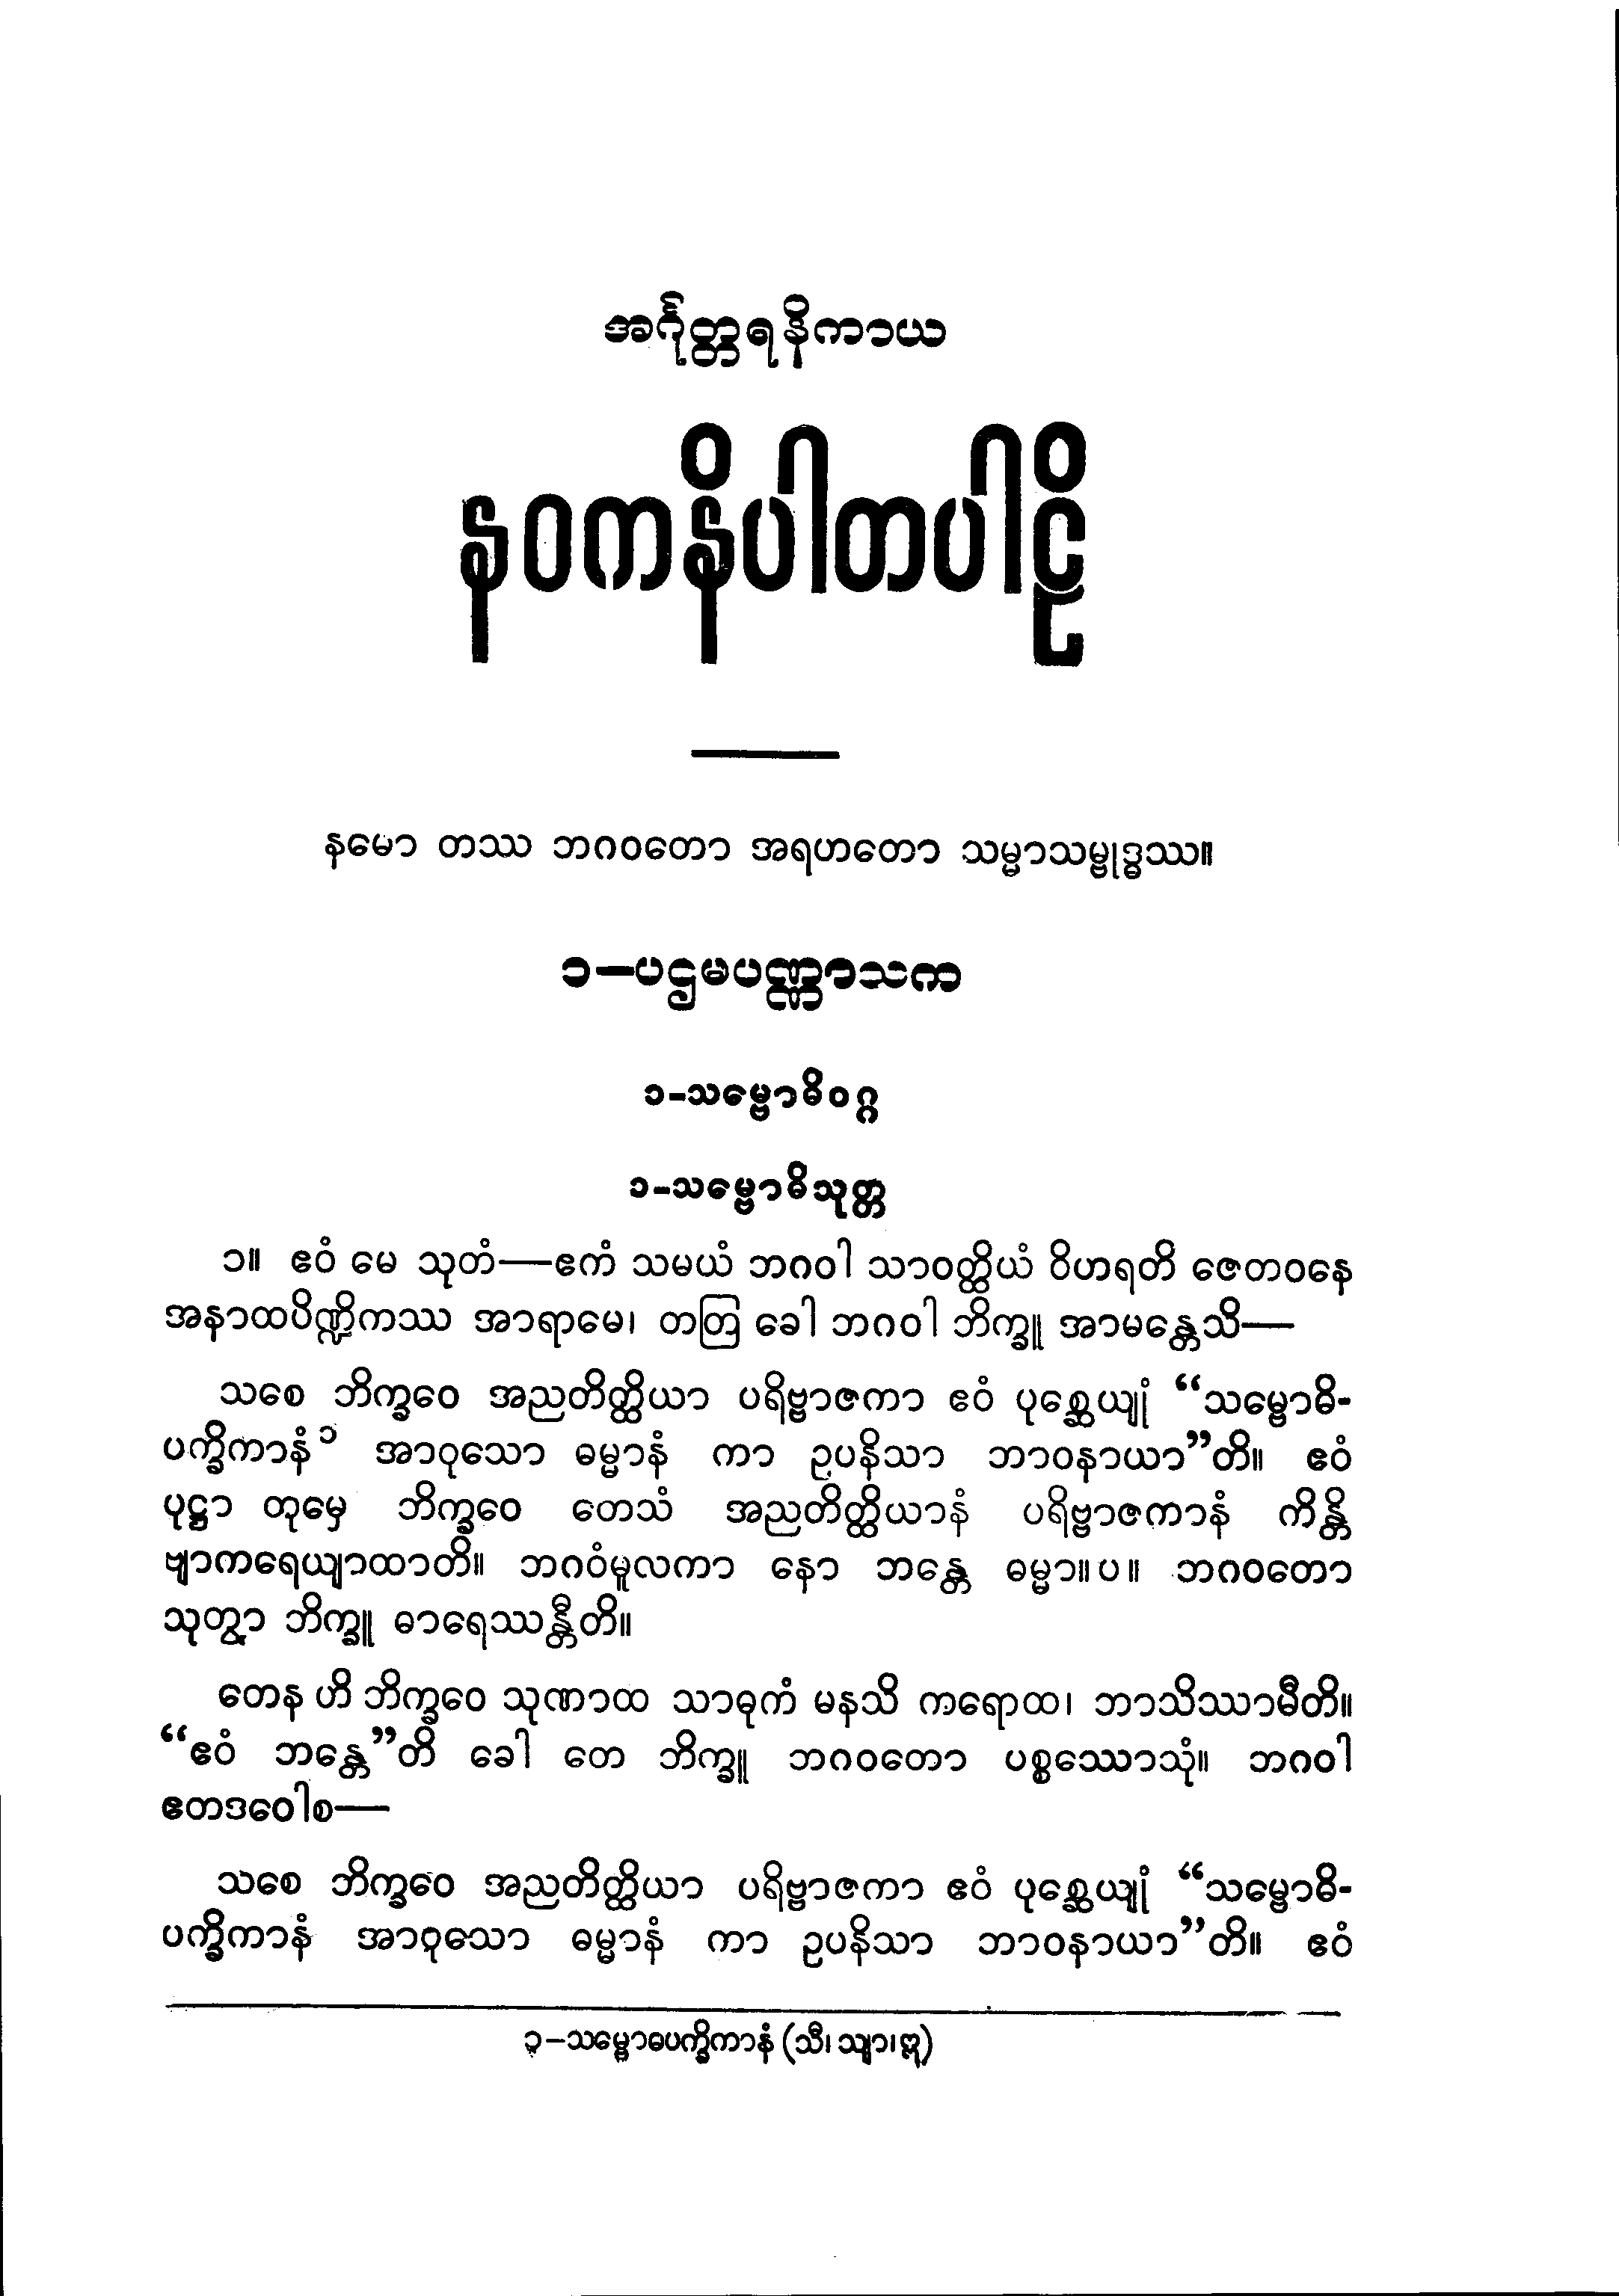 အင်္ဂုတ္တရနိကာယ
နဝကနိပါတပါဠိ
နမော တဿ ဘဂဝတော အရဟတော သမ္မာသမ္ဗုဒ္ဓဿ။
၁–ပဌမပဏ္ဏာသက
၁-သမ္ဗောဓိဝဂ္ဂ
၁-သမ္ဗောဓိသုတ္တ
၁။ ဧဝံ မေ သုတံ—ဧကံ သမယံ ဘဂဝါ သာဝတ္ထိယံ ဝိဟရတိ ဇေတဝနေ
အနာထပိဏ္ဍိကဿ အာရာမေ၊ တတြ ခေါ ဘဂဝါ ဘိက္ခူ အာမန္တေသိ—
သစေ ဘိက္ခဝေ အညတိတ္ထိယာ ပရိဗ္ဗာဇကာ ဧဝံ ပုစ္ဆေယျုံ “သမ္ဗောဓိ-
ပက္ခိကာနံ ၁ အာဝုသော ဓမ္မာနံ ကာ ဥပနိသာ ဘာဝနာယာ”တိ။ ဧဝံ
ပုဋ္ဌာ တုမှေ ဘိက္ခဝေ တေသံ အညတိတ္ထိယာနံ ပရိဗ္ဗာဇကာနံ ကိန္တိ
ဗျာကရေယျာထာတိ။ ဘဂဝံမူလကာ နော ဘန္တေ ဓမ္မာ။ပ။ ဘဂဝတော
သုတွာ ဘိက္ခူ ဓာရေဿန္တီတိ။
တေန ဟိ ဘိက္ခဝေ သုဏာထ သာဓုကံ မနသိ ကရောထ၊ ဘာသိဿာမီတိ။
“ဧဝံ ဘန္တေ”တိ ခေါ တေ ဘိက္ခူ ဘဂဝတော ပစ္စဿောသုံ။ ဘဂဝါ
ဧတဒဝေါစ—
သစေ ဘိက္ခဝေ အညတိတ္ထိယာ ပရိဗ္ဗာဇကာ ဧဝံ ပုစ္ဆေယျုံ “သမ္ဗောဓိ-
ပက္ခိကာနံ အာဝုသော ဓမ္မာနံ ကာ ဥပနိသာ ဘာဝနာယာ”တိ။ ဧဝံ
၁–သမ္ဗောဓပက္ခိကာနံ (သီ၊ သျာ၊ ဣ)